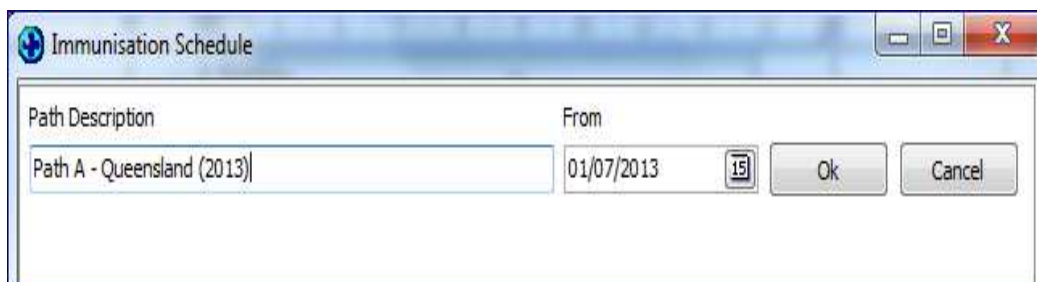 Immunisation Schedule
Path Description From
Path A - Queensland (2013) 01/07/2013 15 Ok Cancel